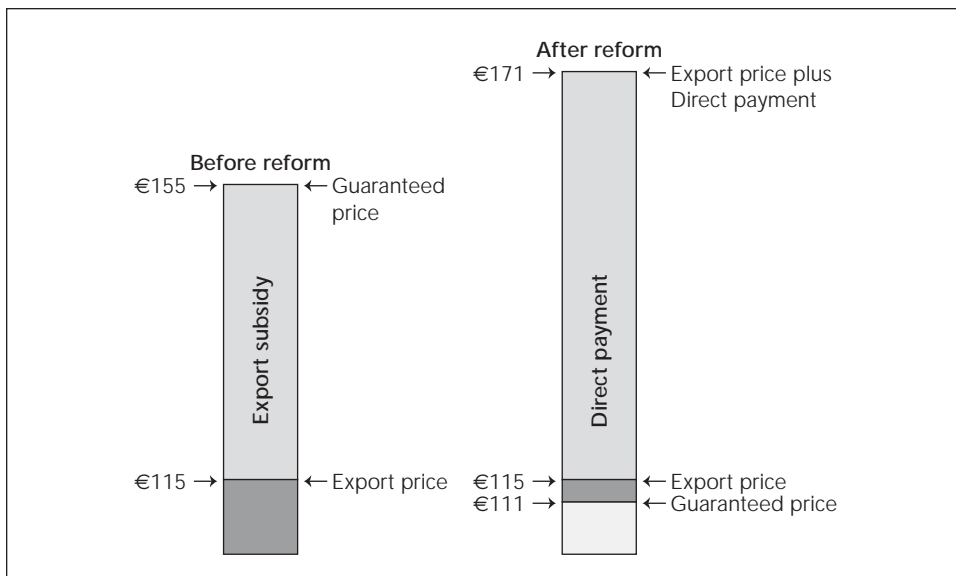 Before reform
€155
Guaranteed
price
Export subsidy
€115
Export price
After reform
€171
Export price plus
Direct payment
Direct payment
€115
Export price
€111
Guaranteed price